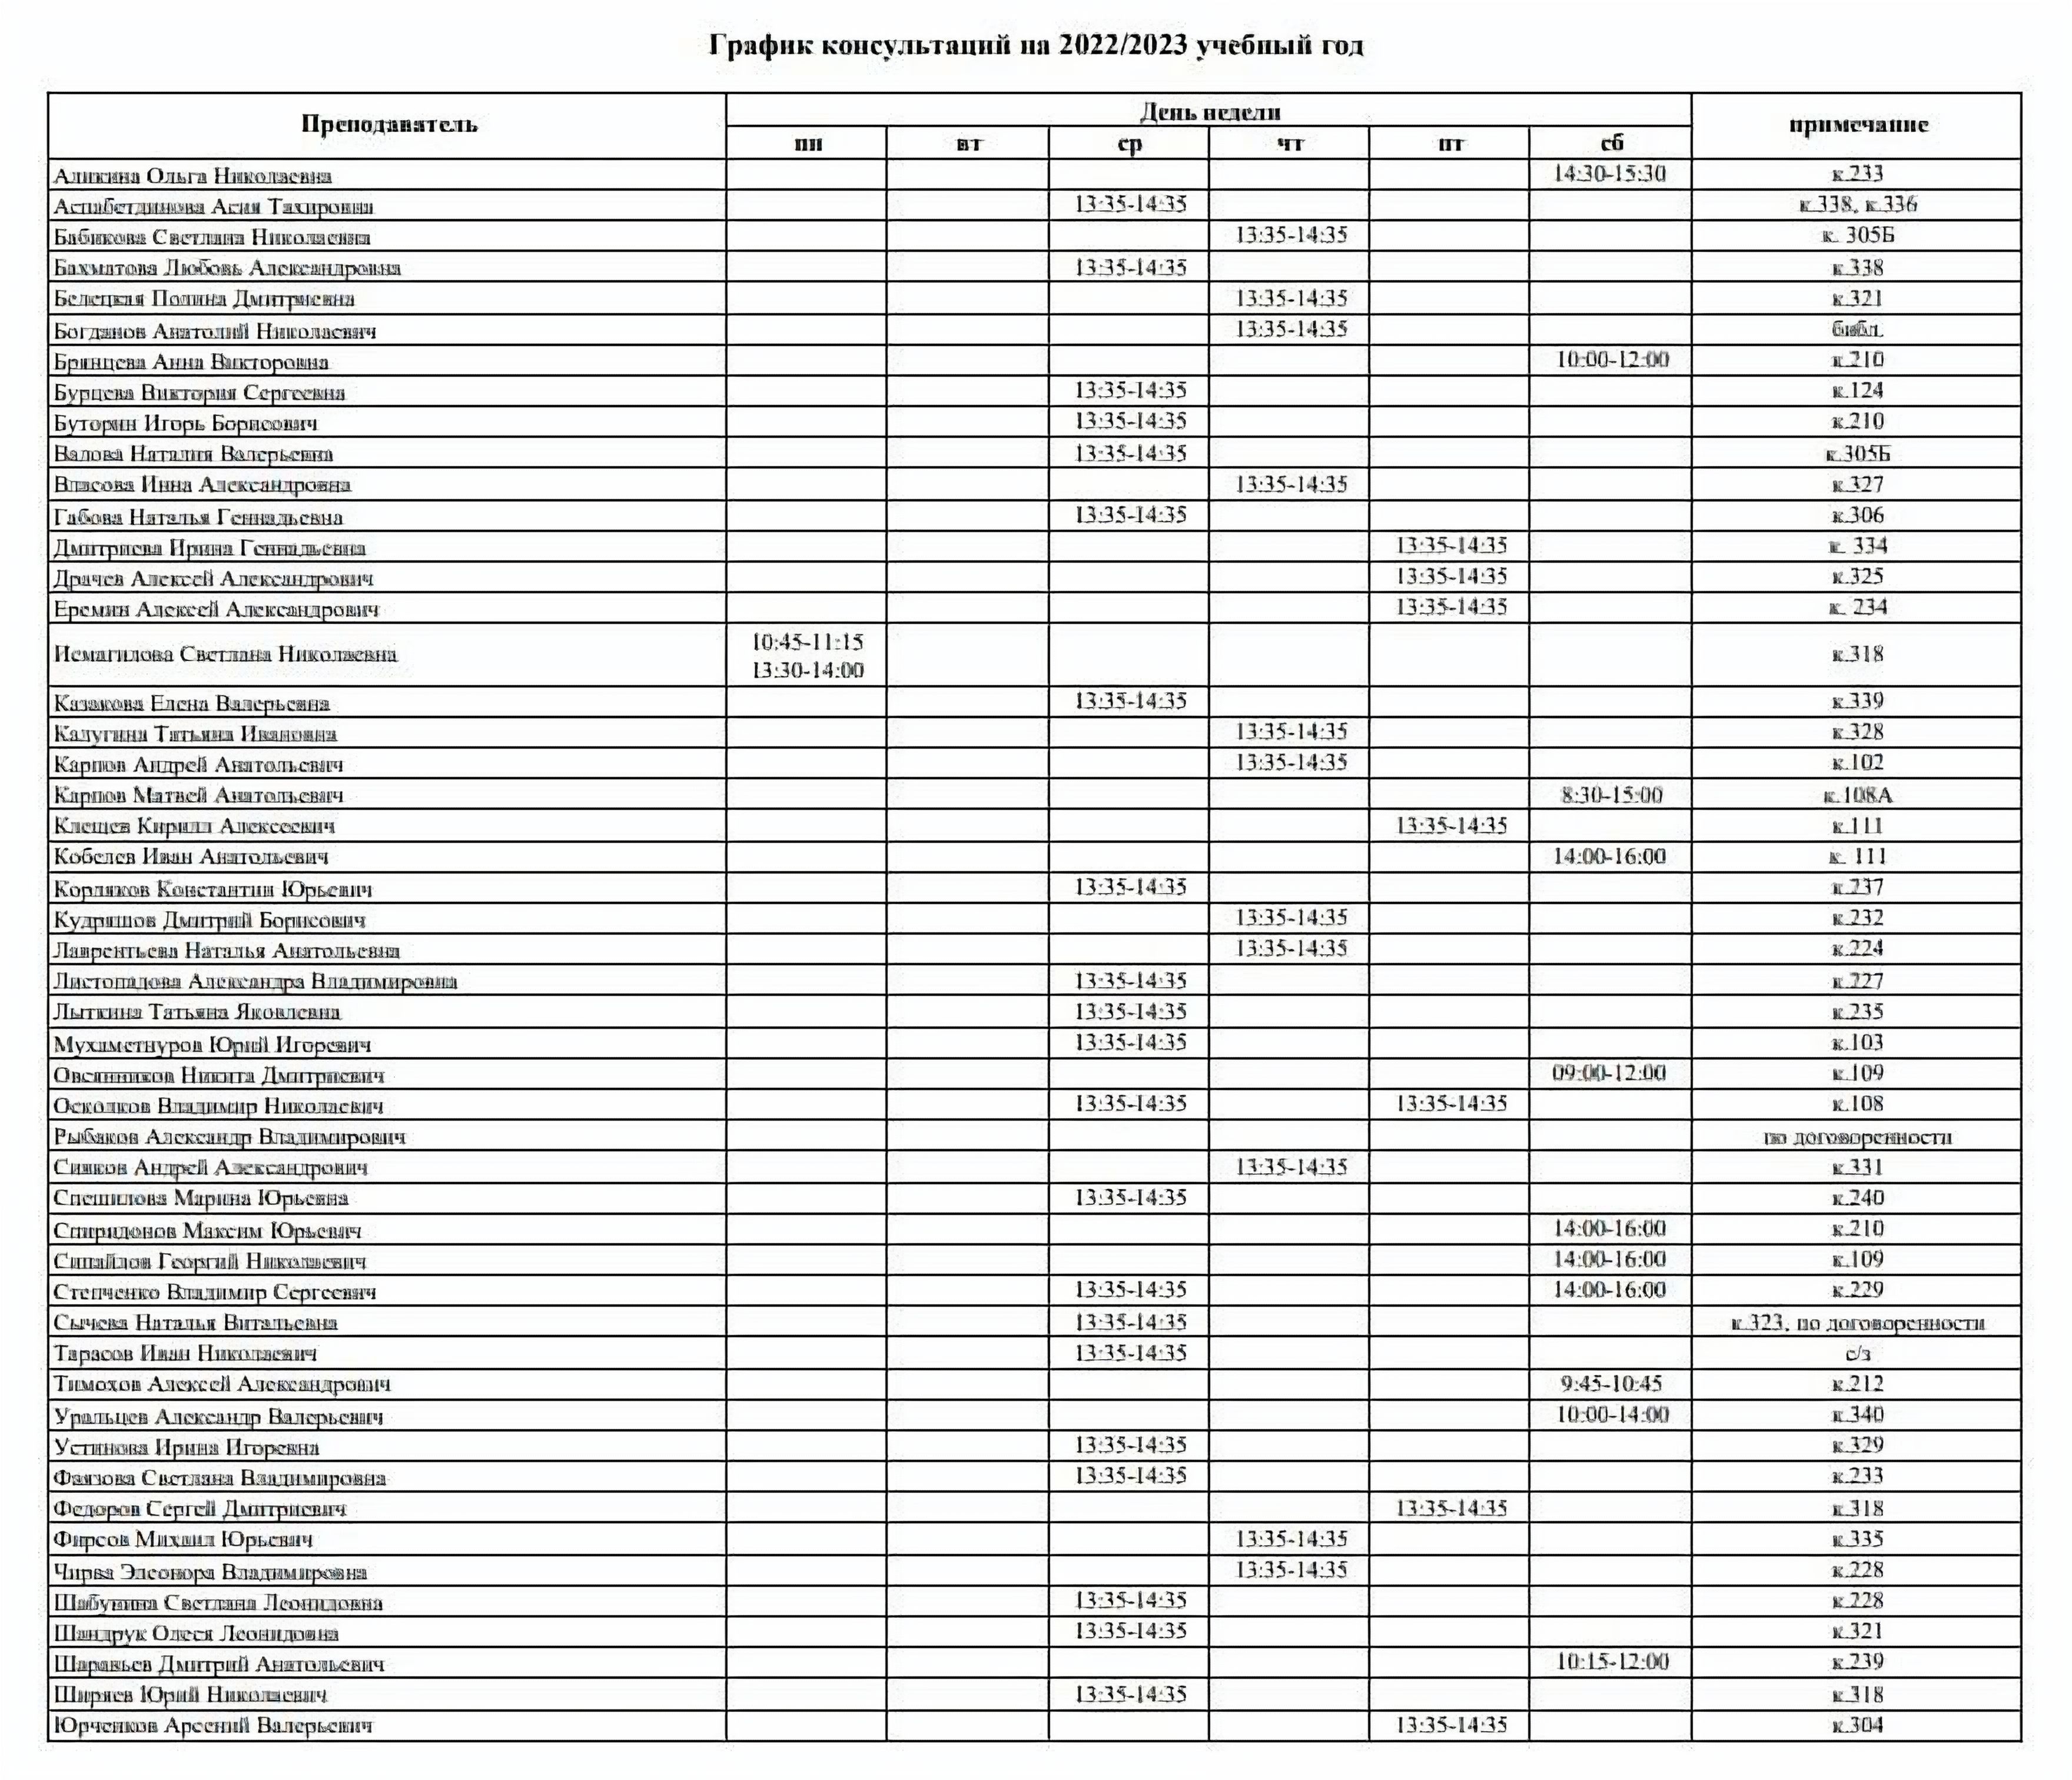 График консультаций на 2022/2023 учебный год
Преподаватель День недели примечание
пн вт ср чт пт сб
Аликина Ольга Николаевна 14:30-15:30 к.233
Аспабетдинова Асия Тахировна 13:35-14:35 к.338, к.336
Бабикова Светлана Николаевна 13:35-14:35 к. 305Б
Бахматова Любовь Александровна 13:35-14:35 к.338
Белецкая Полина Дмитриевна 13:35-14:35 к.321
Богданов Анатолий Николаевич 13:35-14:35 библ.
Брянцева Анна Викторовна 10:00-12:00 к.210
Бурцева Виктория Сергеевна 13:35-14:35 к.124
Буторин Игорь Борисович 13:35-14:35 к.210
Валова Наталия Валерьевна 13:35-14:35 к.305Б
Власова Инна Александровна 13:35-14:35 к.327
Габова Наталья Геннадьевна 13:35-14:35 к.306
Дмитриева Ирина Геннадьевна 13:35-14:35 к. 334
Драчев Алексей Александрович 13:35-14:35 к.325
Еремин Алексей Александрович 13:35-14:35 к. 234
Исмагилова Светлана Николаевна 10:45-11:15 к.318
13:30-14:00
Казакова Елена Валерьевна 13:35-14:35 к.339
Калугина Татьяна Ивановна 13:35-14:35 к.328
Карпов Андрей Анатольевич 13:35-14:35 к.102
Карпов Матвей Анатольевич 8:30-15:00 к.108А
Клещев Кирилл Алексеевич 13:35-14:35 к.111
Кобелев Иван Анатольевич 14:00-16:00 к. 111
Корляков Константин Юрьевич 13:35-14:35 к.237
Кудряшов Дмитрий Борисович 13:35-14:35 к.232
Лаврентьева Наталья Анатольевна 13:35-14:35 к.224
Листопадова Александра Владимировна 13:35-14:35 к.227
Лыткина Татьяна Яковлевна 13:35-14:35 к.235
Мухаметнуров Юрий Игоревич 13:35-14:35 к.103
Овсянников Никита Дмитриевич 09:00-12:00 к.109
Осколков Владимир Николаевич 13:35-14:35 13:35-14:35 к.108
Рыбаков Александр Владимирович по договоренности
Сивков Андрей Александрович 13:35-14:35 к.331
Спешилова Марина Юрьевна 13:35-14:35 к.240
Спиридонов Максим Юрьевич 14:00-16:00 к.210
Сипайлов Георгий Николаевич 14:00-16:00 к.109
Степченко Владимир Сергеевич 13:35-14:35 14:00-16:00 к.229
Сычева Наталья Витальевна 13:35-14:35 к.323, по договоренности
Тарасов Иван Николаевич 13:35-14:35 с/з
Тимохов Алексей Александрович 9:45-10:45 к.212
Уральцев Александр Валерьевич 10:00-14:00 к.340
Устинова Ирина Игоревна 13:35-14:35 к.329
Фаязова Светлана Владимировна 13:35-14:35 к.233
Федоров Сергей Дмитриевич 13:35-14:35 к.318
Фирсов Михаил Юрьевич 13:35-14:35 к.335
Чирва Элеонора Владимировна 13:35-14:35 к.228
Шабунина Светлана Леонидовна 13:35-14:35 к.228
Шандрук Олеся Леонидовна 13:35-14:35 к.321
Шаравьев Дмитрий Анатольевич 10:15-12:00 к.239
Ширяев Юрий Николаевич 13:35-14:35 к.318
Юрченков Арсений Валерьевич 13:35-14:35 к.304